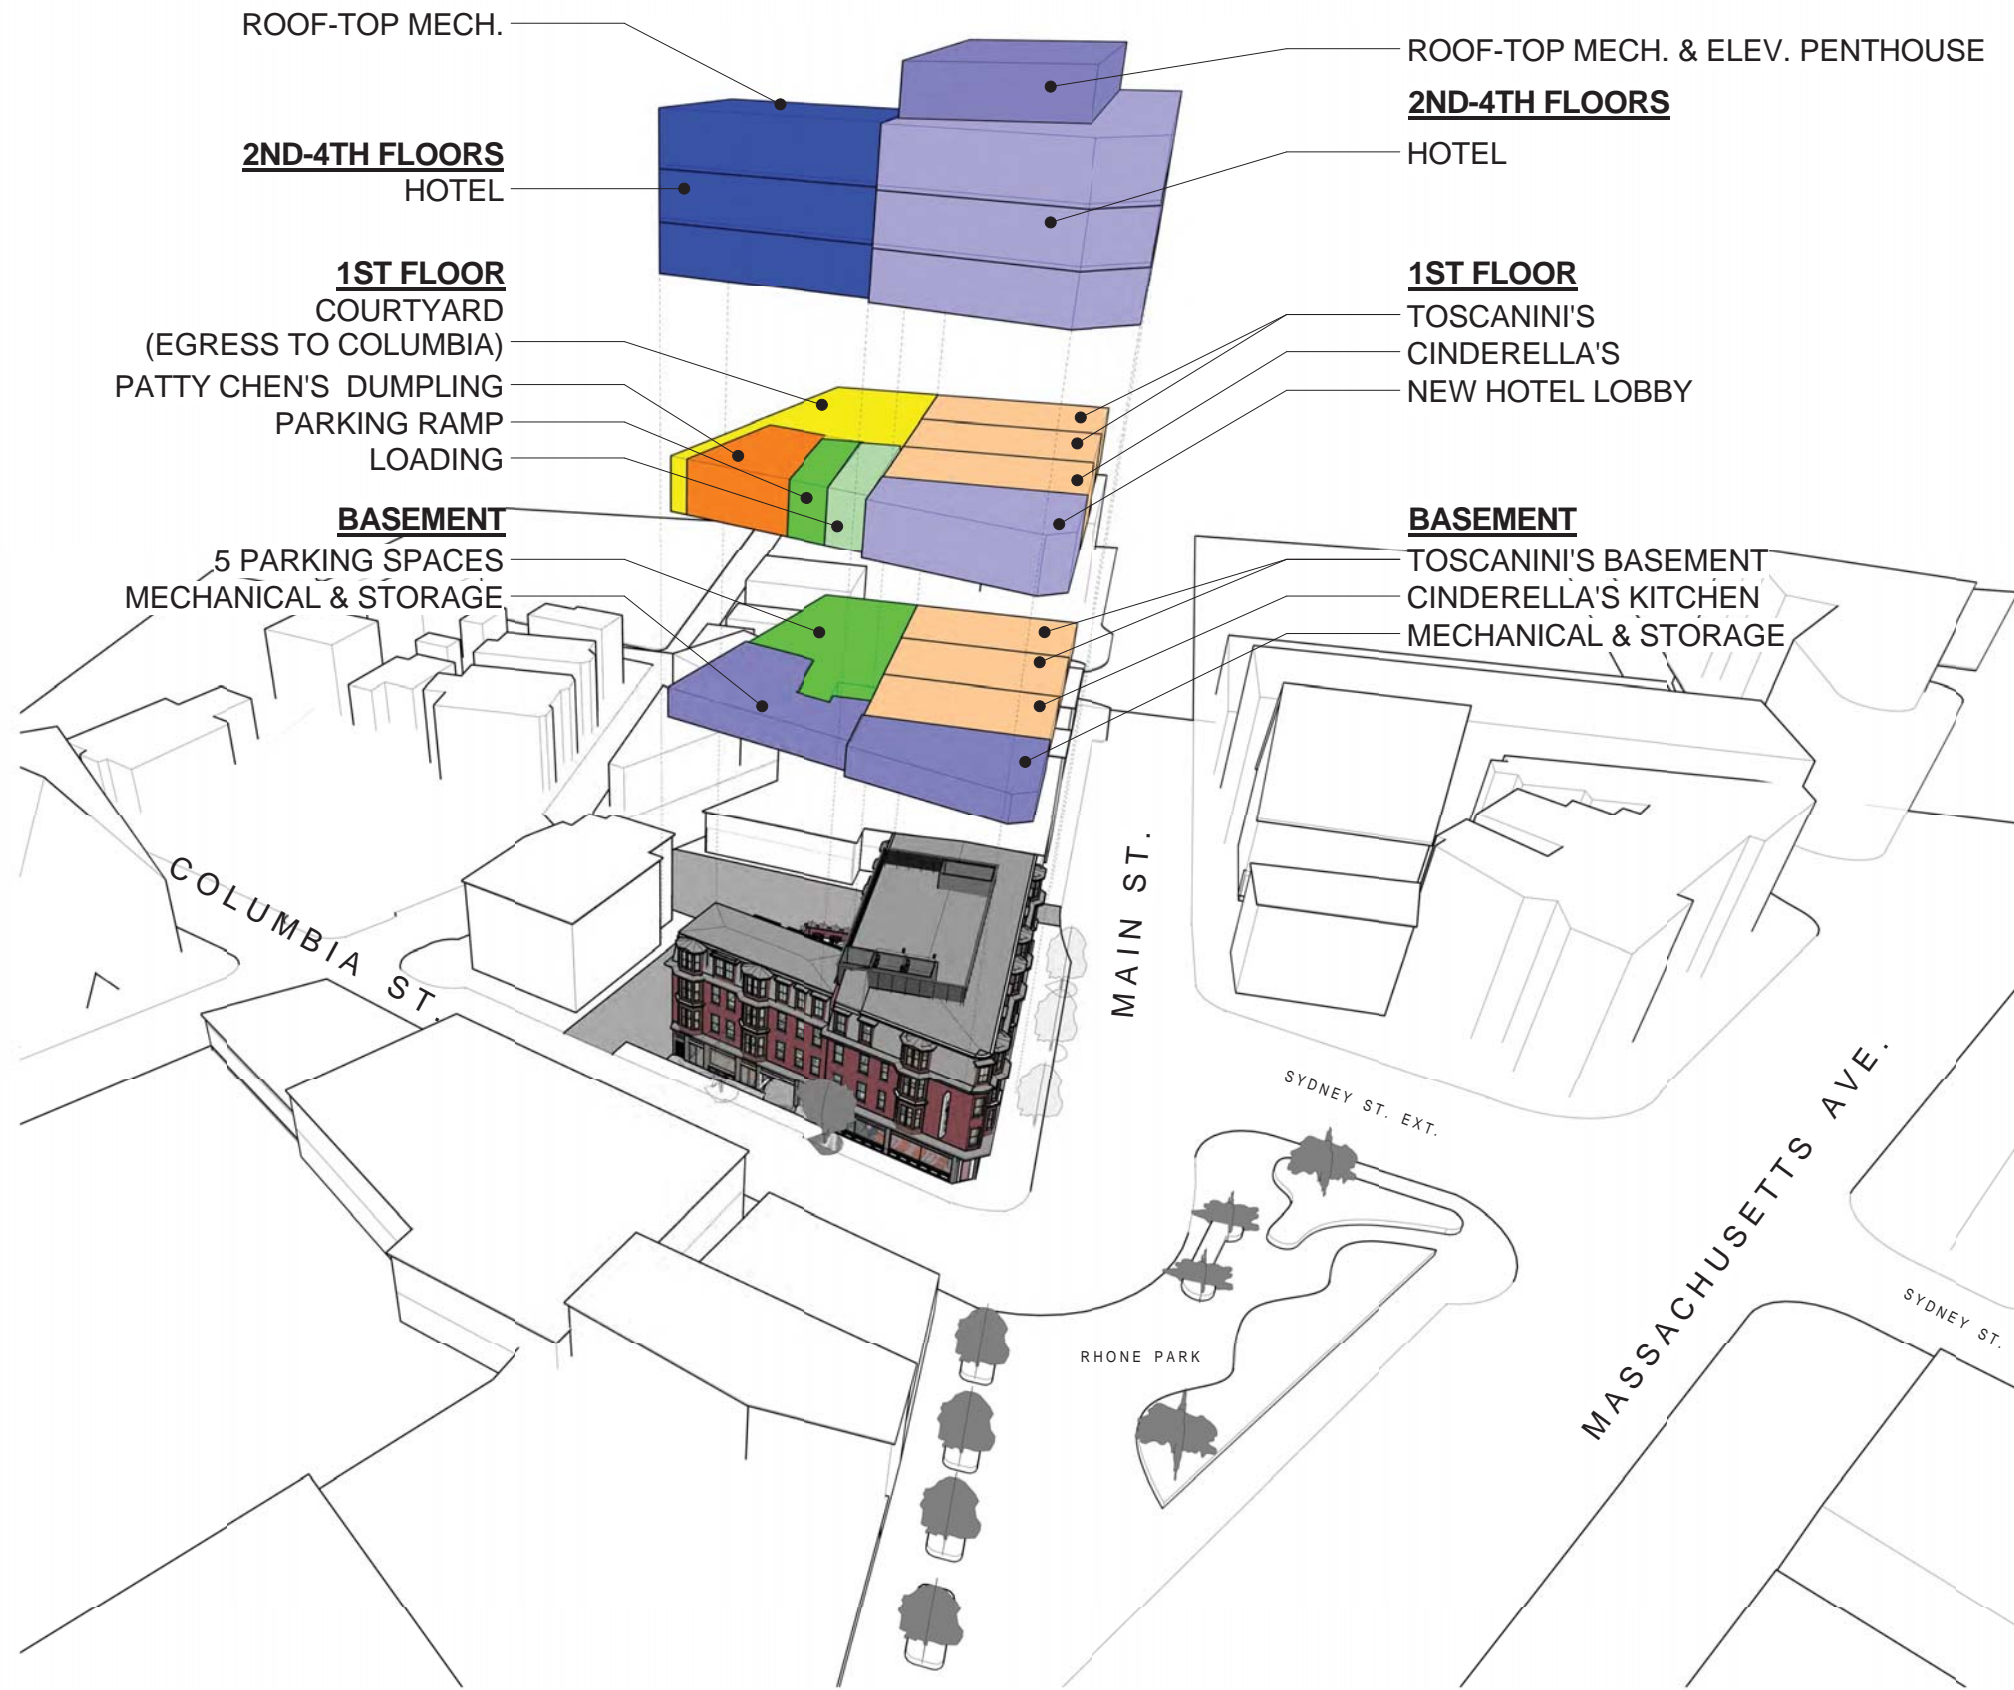 ROOF-TOP MECH.
2ND-4TH FLOORS
HOTEL
1ST FLOOR
COURTYARD
(EGRESS TO COLUMBIA)
PATTY CHEN'S DUMPLING
PARKING RAMP
LOADING
BASEMENT
5 PARKING SPACES
MECHANICAL & STORAGE
ROOF-TOP MECH. & ELEV. PENTHOUSE
2ND-4TH FLOORS
HOTEL
1ST FLOOR
TOSCANINI'S
CINDERELLA'S
NEW HOTEL LOBBY
BASEMENT
TOSCANINI'S BASEMENT
CINDERELLA'S KITCHEN
MECHANICAL & STORAGE
COLUMBIA ST.
MAIN ST.
SYDNEY ST. EXT.
MASSACHUSETTS AVE.
SYDNEY ST.
RHONE PARK